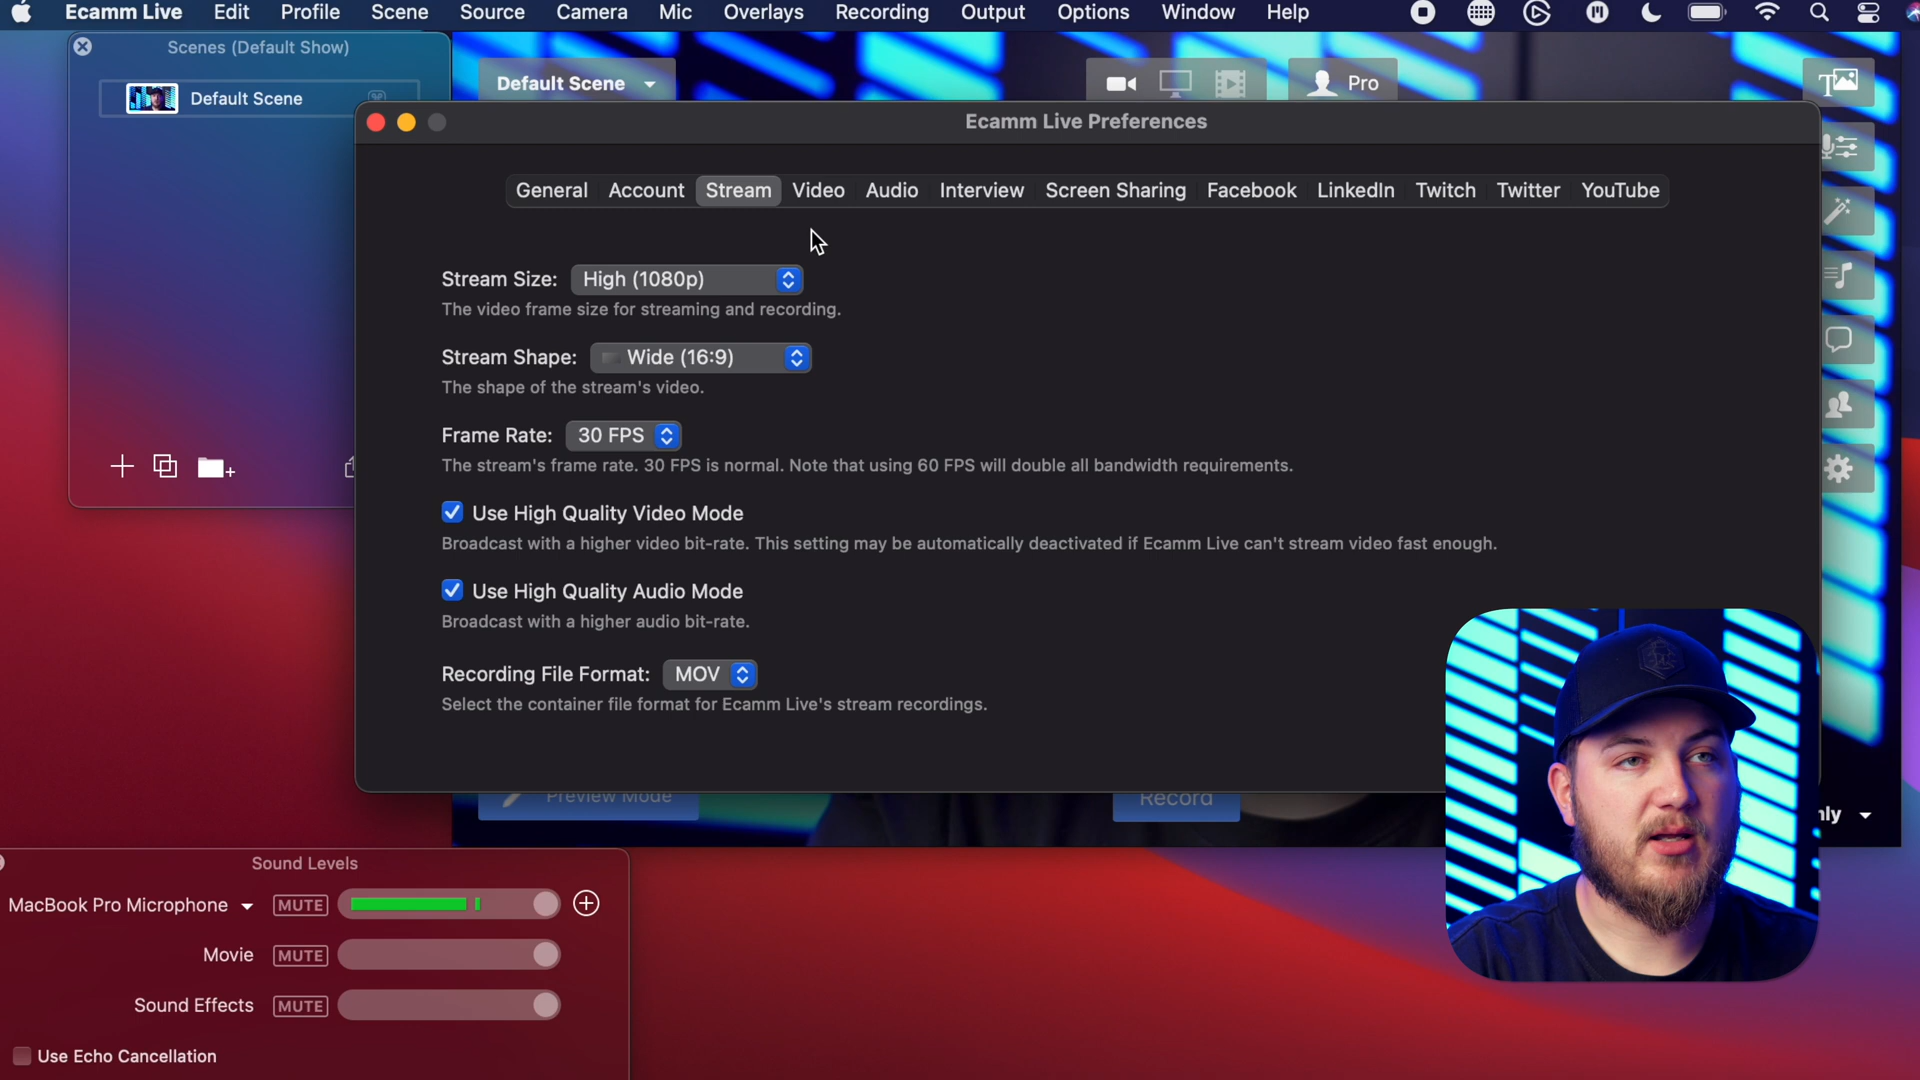 Ecamm Live Edit Profile Scene Source Camera Mic Overlays Recording Output Options Window Help
Scenes (Default Show)
Default Scene
Default Scene
Pro
Ecamm Live Preferences
General Account Stream Video Audio Interview Screen Sharing Facebook LinkedIn Twitch Twitter YouTube
Stream Size: High (1080p)
The video frame size for streaming and recording.
Stream Shape: Wide (16:9)
The shape of the stream's video.
Frame Rate: 30 FPS
The stream's frame rate. 30 FPS is normal. Note that using 60 FPS will double all bandwidth requirements.
Use High Quality Video Mode
Broadcast with a higher video bit-rate. This setting may be automatically deactivated if Ecamm Live can't stream video fast enough.
Use High Quality Audio Mode
Broadcast with a higher audio bit-rate.
Recording File Format: MOV
Select the container file format for Ecamm Live's stream recordings.
Preview Mode
Record
Sound Levels
MacBook Pro Microphone MUTE
Movie MUTE
Sound Effects MUTE
Use Echo Cancellation